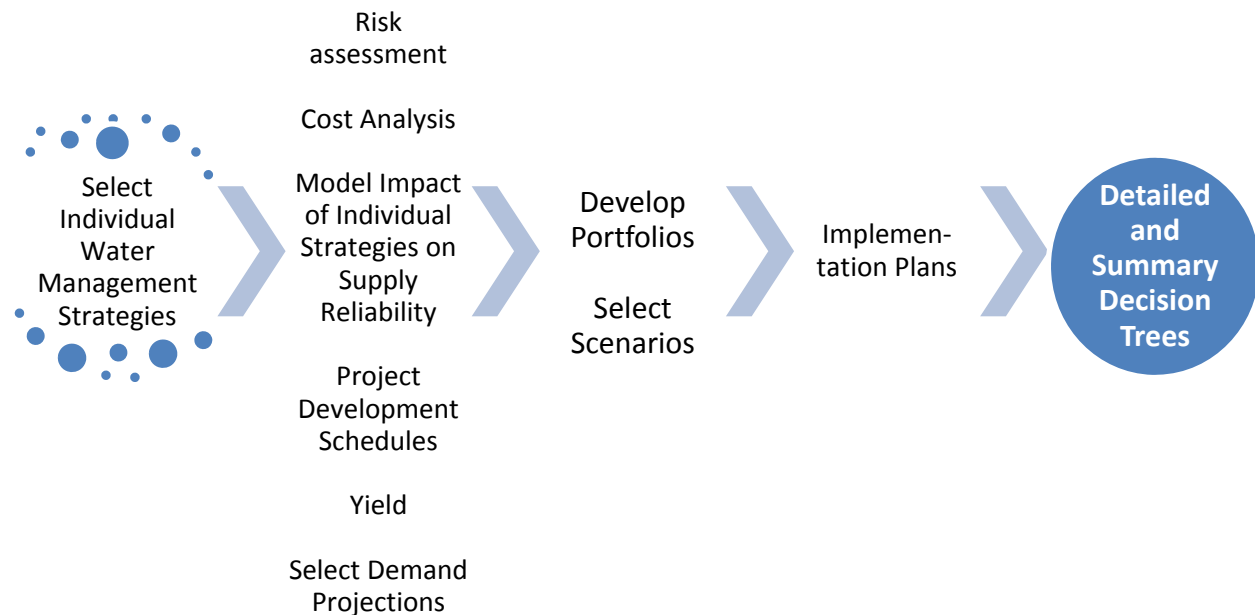 Select
Individual
Water
Management
Strategies
Risk
assessment
Cost Analysis
Model Impact
of Individual
Strategies on
Supply
Reliability
Project
Development
Schedules
Yield
Select Demand
Projections
Develop
Portfolios
Select
Scenarios
Implemen-
tation Plans
Detailed
and
Summary
Decision
Trees